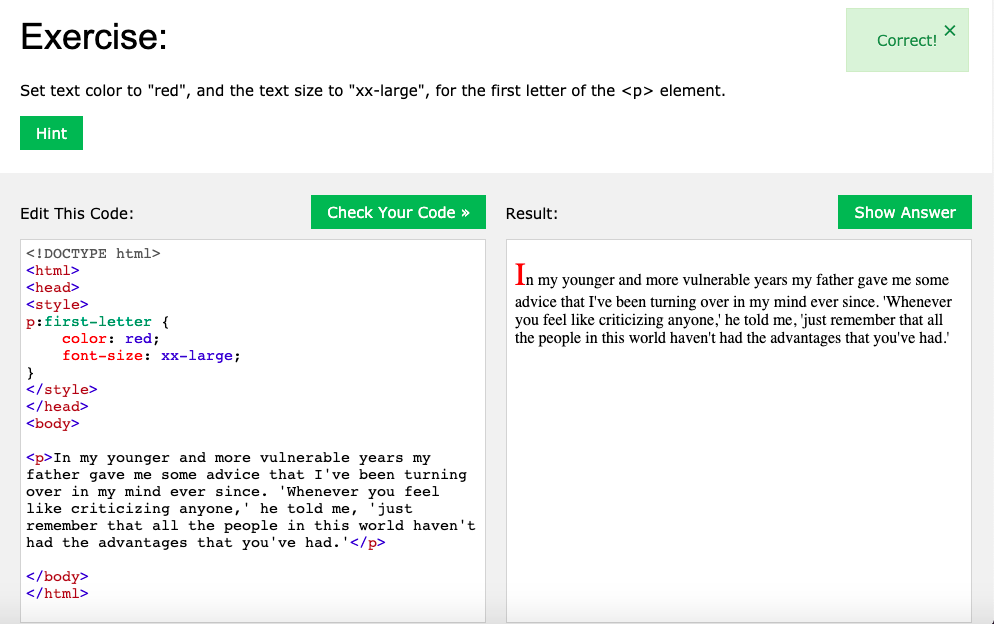 Exercise:
Correct! ×
Set text color to "red", and the text size to "xx-large", for the first letter of the <p> element.
Hint
Edit This Code:
Check Your Code »
<!DOCTYPE html>
<html>
<head>
<style>
p:first-letter {
    color: red;
    font-size: xx-large;
}
</style>
</head>
<body>
<p>In my younger and more vulnerable years my
father gave me some advice that I've been turning
over in my mind ever since. 'Whenever you feel
like criticizing anyone,' he told me, 'just
remember that all the people in this world haven't
had the advantages that you've had.'</p>
</body>
</html>
Result:
Show Answer
In my younger and more vulnerable years my father gave me some
advice that I've been turning over in my mind ever since. 'Whenever
you feel like criticizing anyone,' he told me, 'just remember that all
the people in this world haven't had the advantages that you've had.'